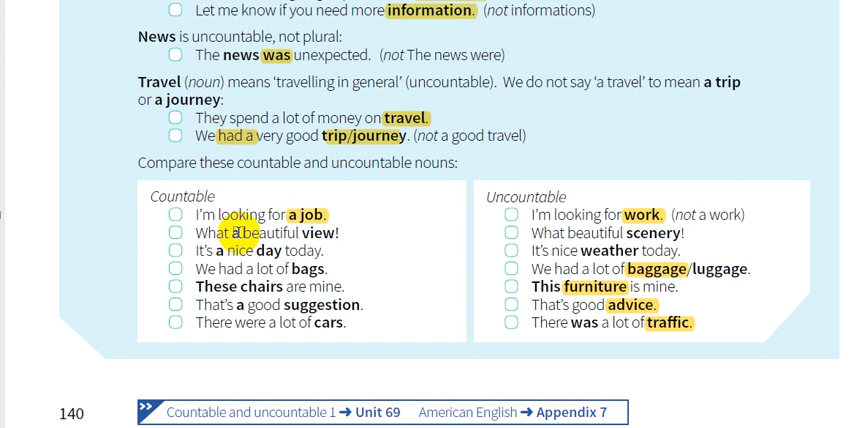 Let me know if you need more information. (not informations)
News is uncountable, not plural:
The news was unexpected. (not The news were)
Travel (noun) means ‘travelling in general’ (uncountable). We do not say ‘a travel’ to mean a trip
or a journey:
They spend a lot of money on travel.
We had a very good trip/journey. (not a good travel)
Compare these countable and uncountable nouns:
Countable
I’m looking for a job.
What a beautiful view!
It’s a nice day today.
We had a lot of bags.
These chairs are mine.
That’s a good suggestion.
There were a lot of cars.
Uncountable
I’m looking for work. (not a work)
What beautiful scenery!
It’s nice weather today.
We had a lot of baggage/luggage.
This furniture is mine.
That’s good advice.
There was a lot of traffic.
140
Countable and uncountable 1 ➜ Unit 69 American English ➜ Appendix 7